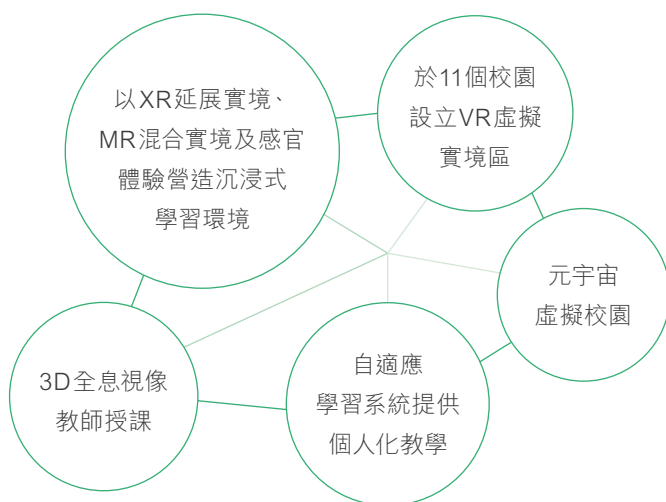 以XR延展實境、
MR混合實境及感官
體驗營造沉浸式
學習環境
於11個校園
設立VR虛擬
實境區
元宇宙
虛擬校園
自適應
學習系統提供
個人化教學
3D全息視像
教師授課